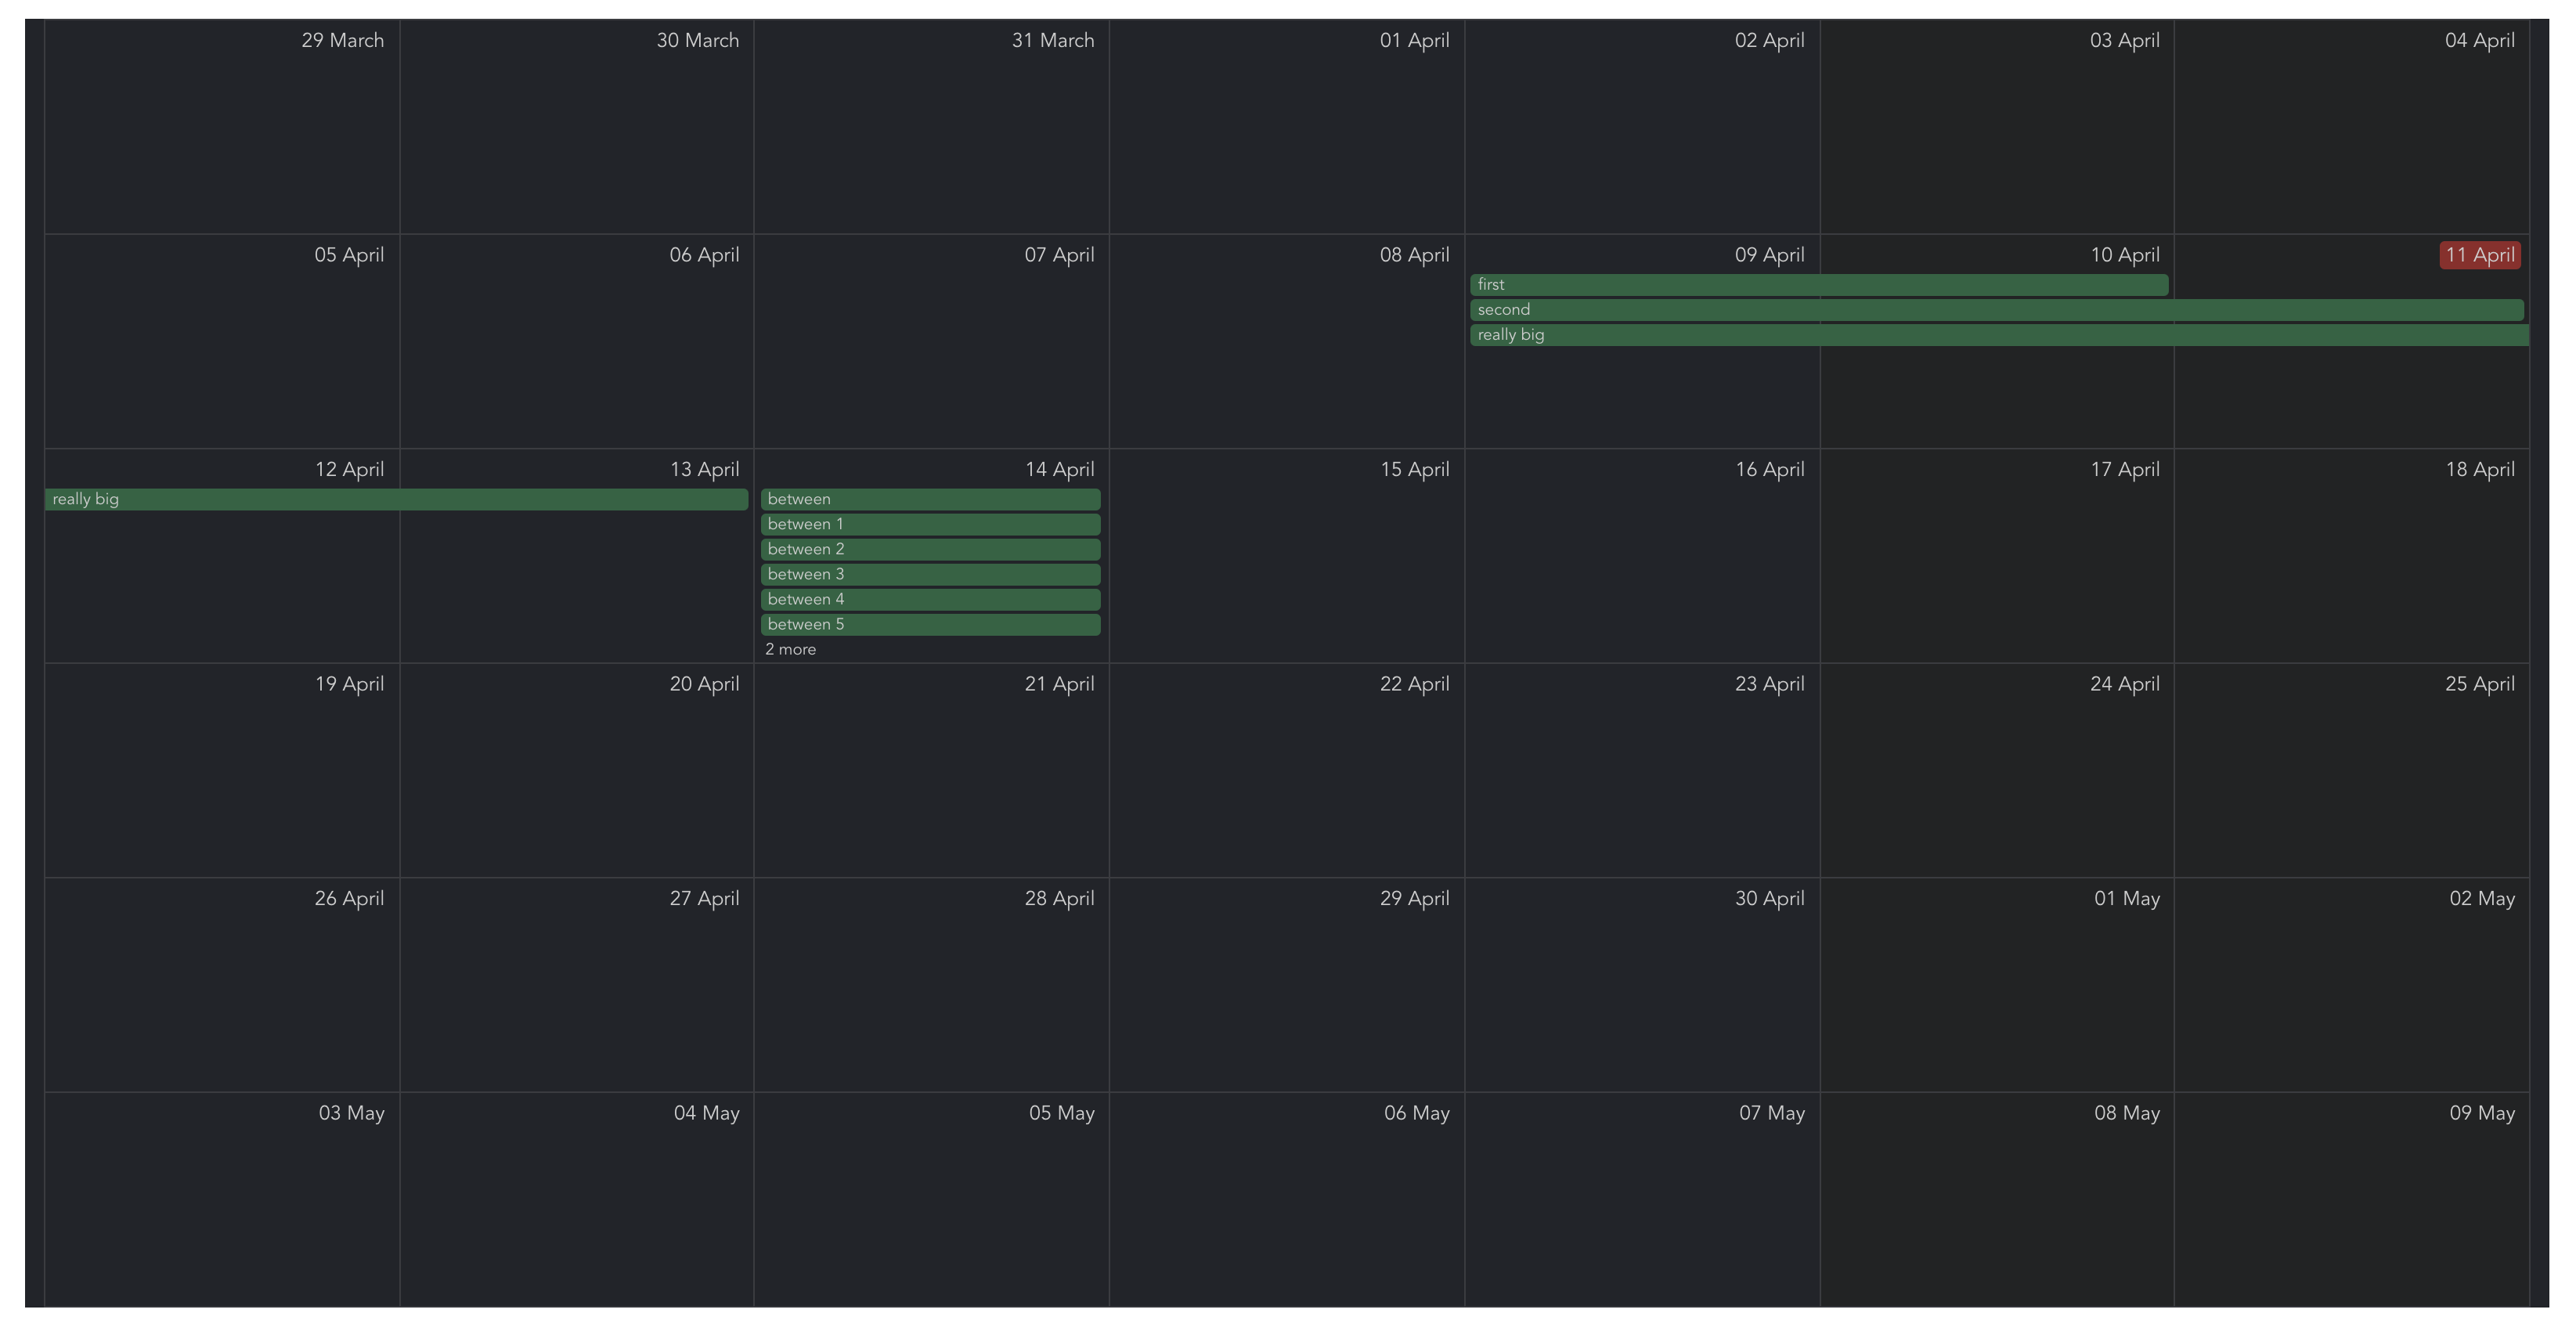 29 March 30 March 31 March 01 April 02 April 03 April 04 April
05 April 06 April 07 April 08 April 09 April 10 April 11 April
first
second
really big
12 April 13 April 14 April 15 April 16 April 17 April 18 April
really big between
between 1
between 2
between 3
between 4
between 5
2 more
19 April 20 April 21 April 22 April 23 April 24 April 25 April
26 April 27 April 28 April 29 April 30 April 01 May 02 May
03 May 04 May 05 May 06 May 07 May 08 May 09 May